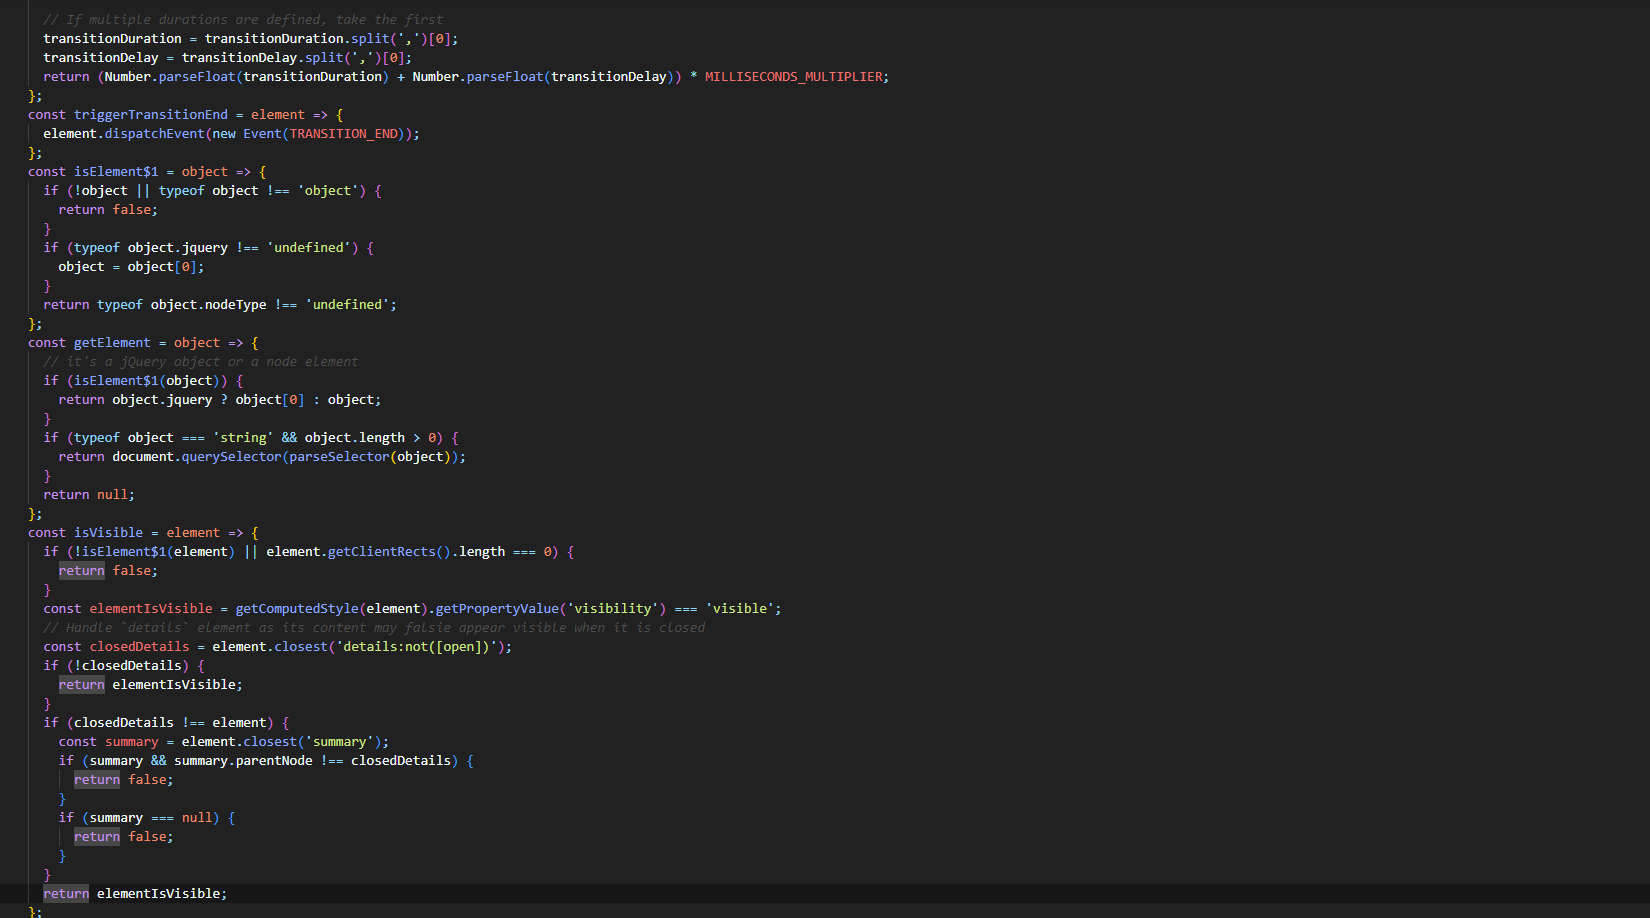 // If multiple durations are defined, take the first
transitionDuration = transitionDuration.split(',')[0];
transitionDelay = transitionDelay.split(',')[0];
return (Number.parseFloat(transitionDuration) + Number.parseFloat(transitionDelay)) * MILLISECONDS_MULTIPLIER;
};
const triggerTransitionEnd = element => {
element.dispatchEvent(new Event(TRANSITION_END));
};
const isElement$1 = object => {
if (!object || typeof object !== 'object') {
return false;
}
if (typeof object.jquery !== 'undefined') {
object = object[0];
}
return typeof object.nodeType !== 'undefined';
};
const getElement = object => {
// it's a jQuery object or a node element
if (isElement$1(object)) {
return object.jquery ? object[0] : object;
}
if (typeof object === 'string' && object.length > 0) {
return document.querySelector(parseSelector(object));
}
return null;
};
const isVisible = element => {
if (!isElement$1(element) || element.getClientRects().length === 0) {
return false;
}
const elementIsVisible = getComputedStyle(element).getPropertyValue('visibility') === 'visible';
// Handle `details` element as its content may falsie appear visible when it is closed
const closedDetails = element.closest('details:not([open])');
if (!closedDetails) {
return elementIsVisible;
}
if (closedDetails !== element) {
const summary = element.closest('summary');
if (summary && summary.parentNode !== closedDetails) {
return false;
}
if (summary === null) {
return false;
}
}
return elementIsVisible;
};